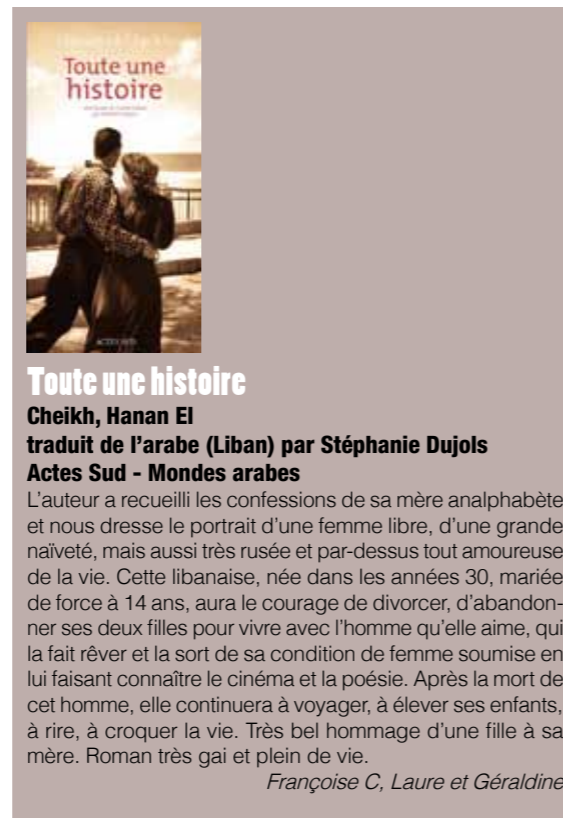 Toute une
histoire
ACTES SUD
Toute une histoire
Cheikh, Hanan El
traduit de l’arabe (Liban) par Stéphanie Dujols
Actes Sud - Mondes arabes
L’auteur a recueilli les confessions de sa mère analphabète
et nous dresse le portrait d’une femme libre, d’une grande
naïveté, mais aussi très rusée et par-dessus tout amoureuse
de la vie. Cette libanaise, née dans les années 30, mariée
de force à 14 ans, aura le courage de divorcer, d’abandon-
ner ses deux filles pour vivre avec l’homme qu’elle aime, qui
la fait rêver et la sort de sa condition de femme soumise en
lui faisant connaître le cinéma et la poésie. Après la mort de
cet homme, elle continuera à voyager, à élever ses enfants,
à rire, à croquer la vie. Très bel hommage d’une fille à sa
mère. Roman très gai et plein de vie.
Françoise C, Laure et Géraldine